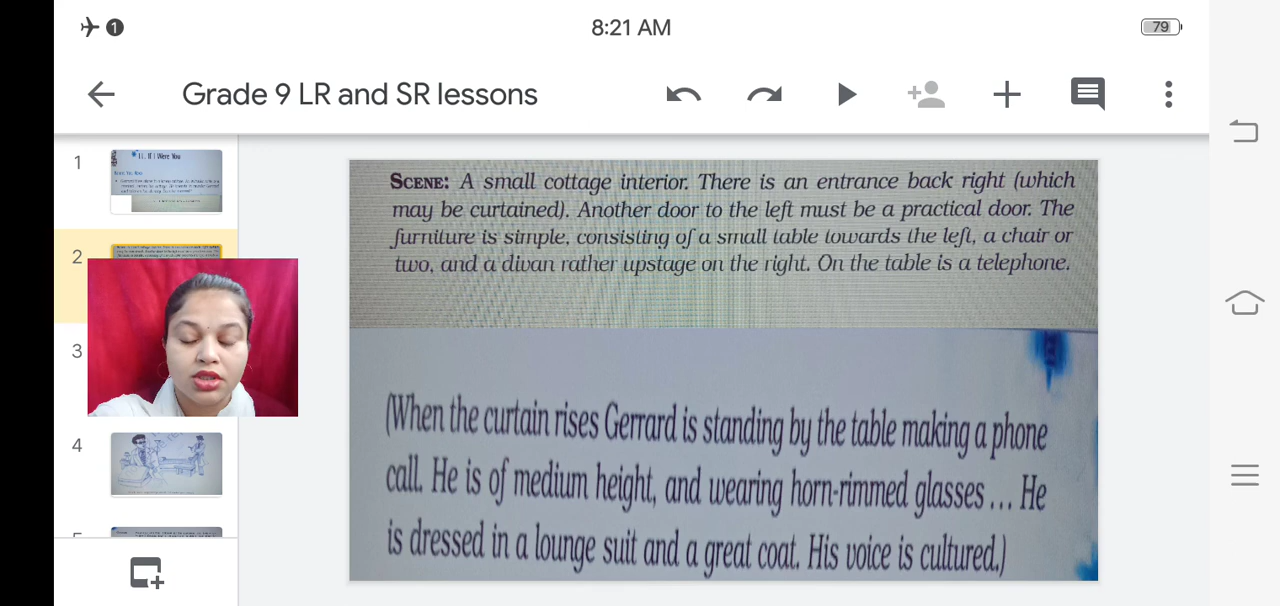 1
8:21 AM
79
Grade 9 LR and SR lessons
1
11. If I Were You
2
3
4
SCENE: A small cottage interior. There is an entrance back right (which
may be curtained). Another door to the left must be a practical door. The
furniture is simple, consisting of a small table towards the left, a chair or
two, and a divan rather upstage on the right. On the table is a telephone.
(When the curtain rises Gerrard is standing by the table making a phone
call. He is of medium height, and wearing horn-rimmed glasses . . . He
is dressed in a lounge suit and a great coat. His voice is cultured.)